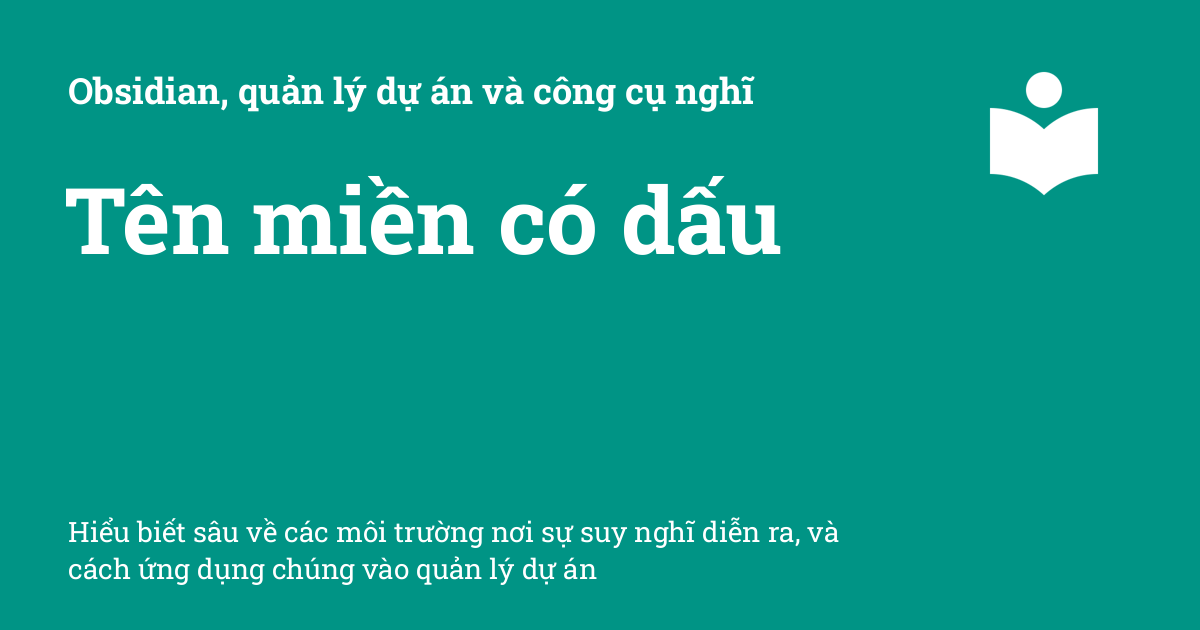 Obsidian, quản lý dự án và công cụ nghĩ
Tên miền có dấu
Hiểu biết sâu về các môi trường nơi sự suy nghĩ diễn ra, và
cách ứng dụng chúng vào quản lý dự án